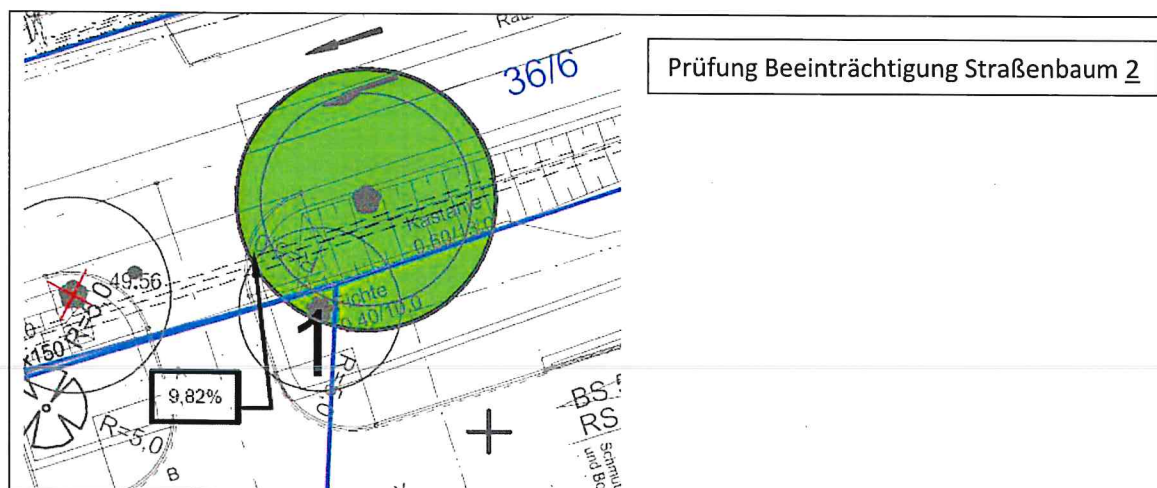 Prüfung Beeinträchtigung Straßenbaum 2
36/6
Kastanie
0.60/13.0
49.56
0.40/10.0
1
x150
9,82%
R=5,0
BS
RS
B